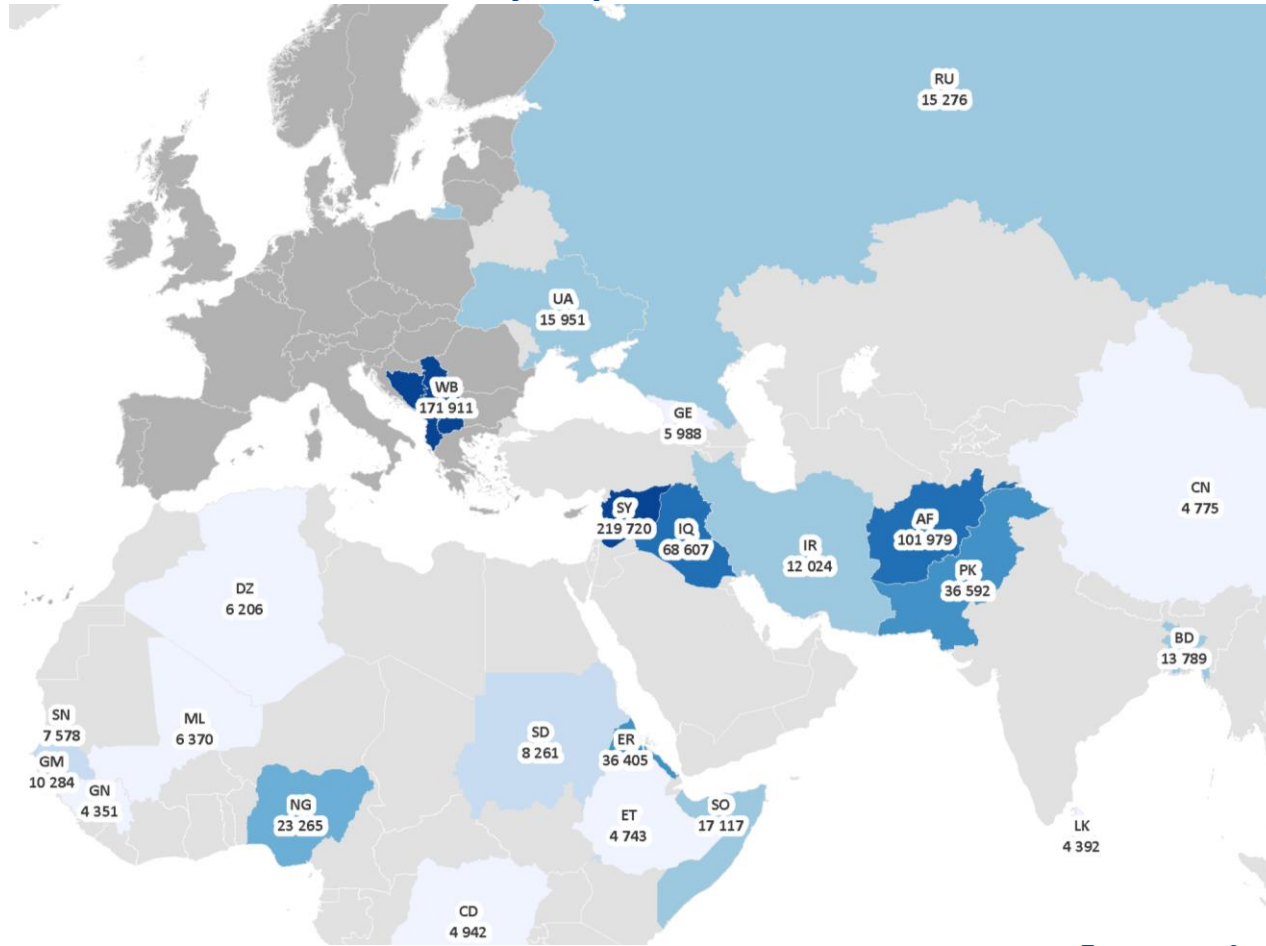 RU
15 276
UA
15 951
WB
171 911
GE
5 988
CN
4 775
SY
219 720
IQ
68 607
IR
12 024
AF
101 979
PK
36 592
DZ
6 206
BD
13 789
SN
7 578
ML
6 370
SD
8 261
ER
36 405
GM
10 284
GN
4 351
NG
23 265
ET
4 743
SO
17 117
LK
4 392
CD
4 942